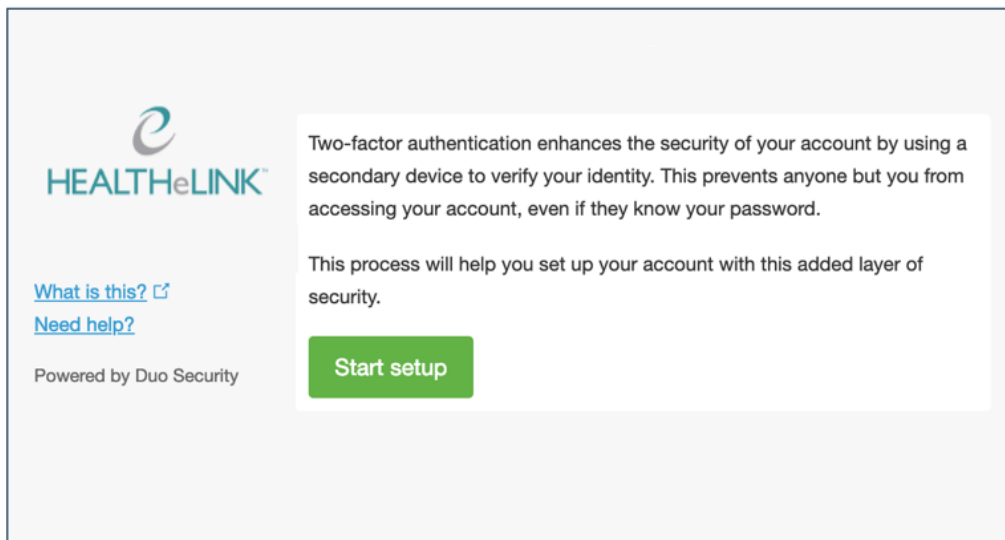 HEALTHeLINK™
What is this?
Need help?
Powered by Duo Security
Two-factor authentication enhances the security of your account by using a
secondary device to verify your identity. This prevents anyone but you from
accessing your account, even if they know your password.
This process will help you set up your account with this added layer of
security.
Start setup